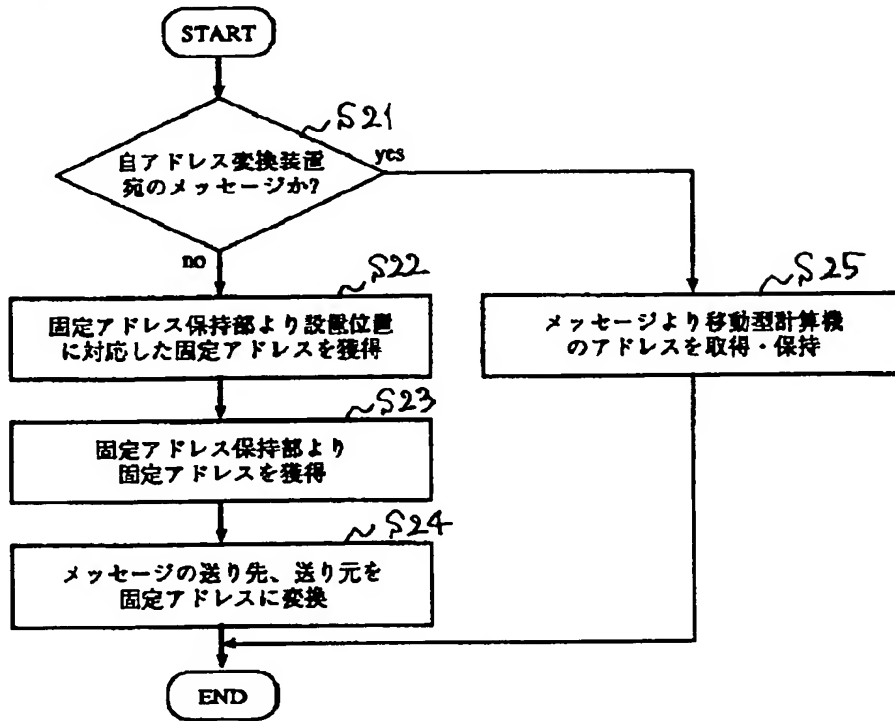 START
S21
自アドレス変換装置
宛のメッセージか?
yes
no
S22
固定アドレス保持部より設置位置
に対応した固定アドレスを獲得
S25
メッセージより移動型計算機
のアドレスを取得・保持
S23
固定アドレス保持部より
固定アドレスを獲得
S24
メッセージの送り先、送り元を
固定アドレスに変換
END